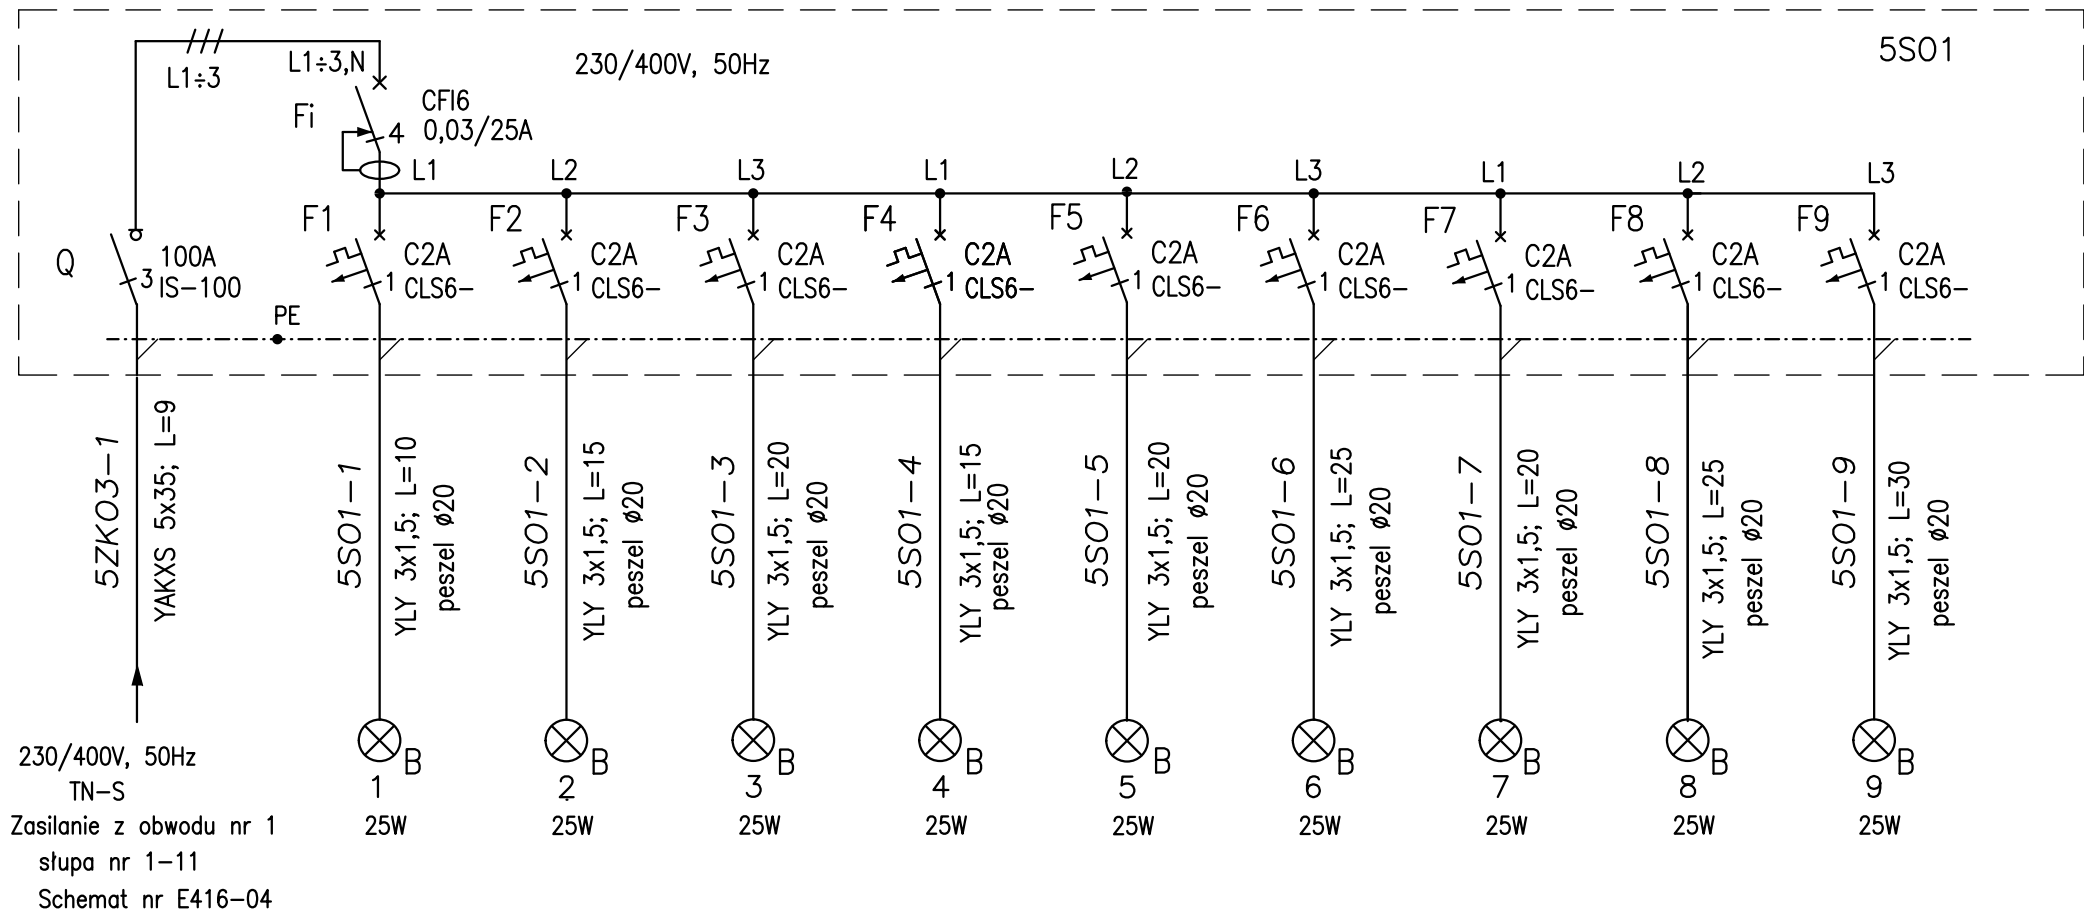 5SO1
L1÷3
L1÷3,N
230/400V, 50Hz
Fi
CFI6
0,03/25A
4
L1
L2
L3
L1
L2
L3
L1
L2
L3
Q
100A
3 IS-100
F1
C2A
1 CLS6-
F2
C2A
1 CLS6-
F3
C2A
1 CLS6-
F4
C2A
1 CLS6-
F5
C2A
1 CLS6-
F6
C2A
1 CLS6-
F7
C2A
1 CLS6-
F8
C2A
1 CLS6-
F9
C2A
1 CLS6-
PE
5ZKO3-1
YAKXS 5x35; L=9
5SO1-1
YLY 3x1,5; L=10
peszel ø20
5SO1-2
YLY 3x1,5; L=15
peszel ø20
5SO1-3
YLY 3x1,5; L=20
peszel ø20
5SO1-4
YLY 3x1,5; L=15
peszel ø20
5SO1-5
YLY 3x1,5; L=20
peszel ø20
5SO1-6
YLY 3x1,5; L=25
peszel ø20
5SO1-7
YLY 3x1,5; L=20
peszel ø20
5SO1-8
YLY 3x1,5; L=25
peszel ø20
5SO1-9
YLY 3x1,5; L=30
peszel ø20
230/400V, 50Hz
TN-S
Zasilanie z obwodu nr 1
słupa nr 1-11
Schemat nr E416-04
B
1
25W
B
2
25W
B
3
25W
B
4
25W
B
5
25W
B
6
25W
B
7
25W
B
8
25W
B
9
25W